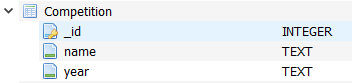 Competition
_id INTEGER
name TEXT
year TEXT